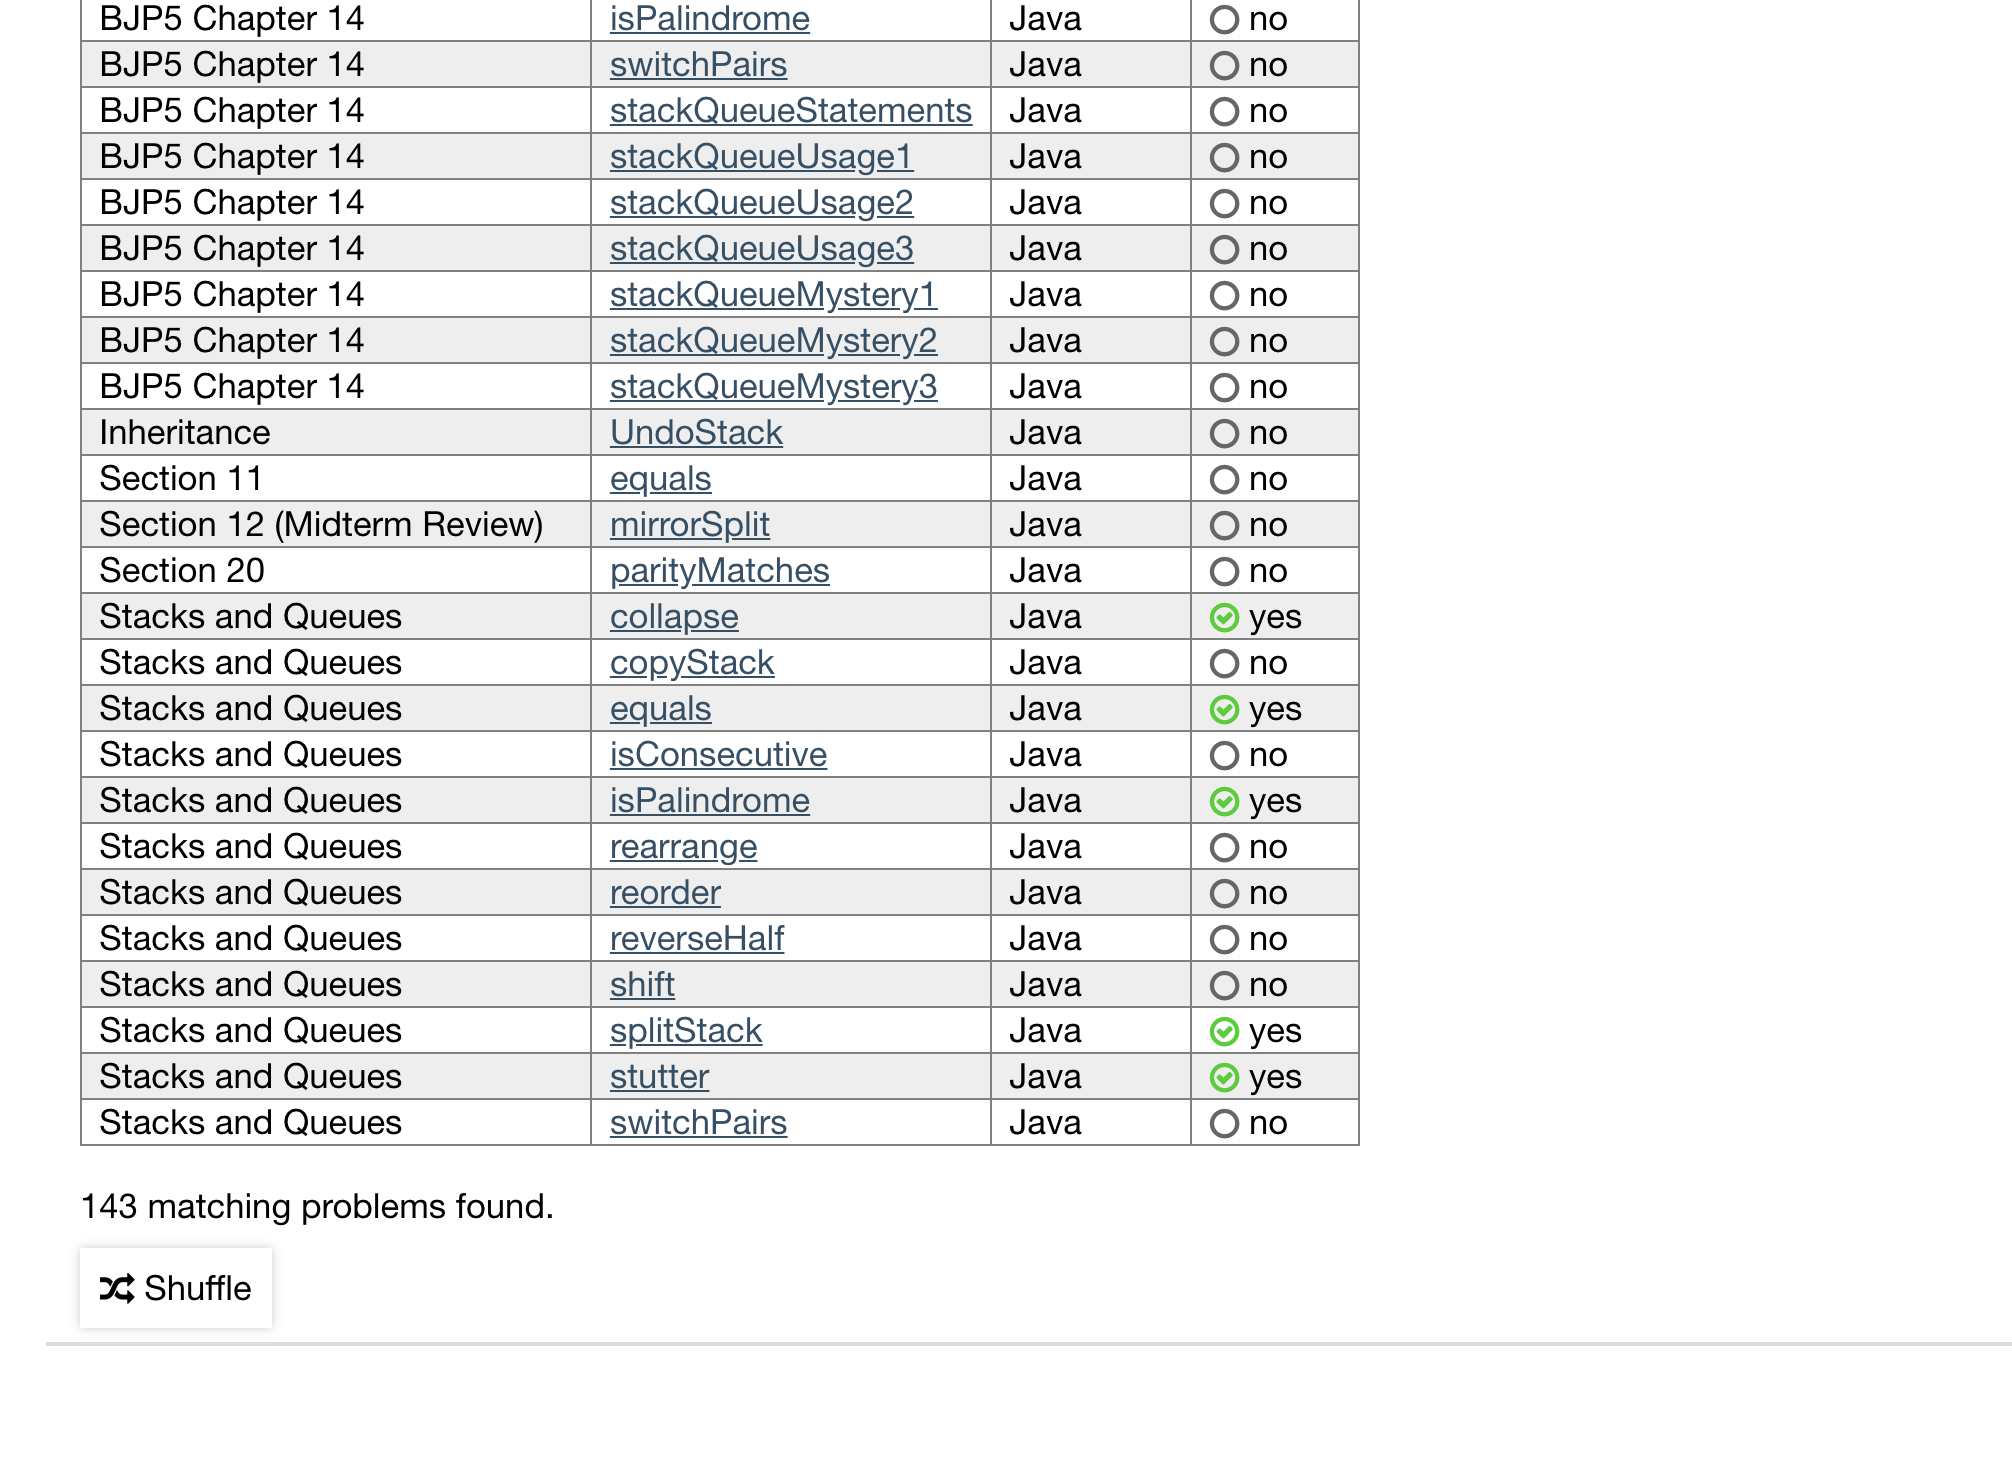 BJP5 Chapter 14 isPalindrome Java no
BJP5 Chapter 14 switchPairs Java no
BJP5 Chapter 14 stackQueueStatements Java no
BJP5 Chapter 14 stackQueueUsage1 Java no
BJP5 Chapter 14 stackQueueUsage2 Java no
BJP5 Chapter 14 stackQueueUsage3 Java no
BJP5 Chapter 14 stackQueueMystery1 Java no
BJP5 Chapter 14 stackQueueMystery2 Java no
BJP5 Chapter 14 stackQueueMystery3 Java no
Inheritance UndoStack Java no
Section 11 equals Java no
Section 12 (Midterm Review) mirrorSplit Java no
Section 20 parityMatches Java no
Stacks and Queues collapse Java yes
Stacks and Queues copyStack Java no
Stacks and Queues equals Java yes
Stacks and Queues isConsecutive Java no
Stacks and Queues isPalindrome Java yes
Stacks and Queues rearrange Java no
Stacks and Queues reorder Java no
Stacks and Queues reverseHalf Java no
Stacks and Queues shift Java no
Stacks and Queues splitStack Java yes
Stacks and Queues stutter Java yes
Stacks and Queues switchPairs Java no
143 matching problems found.
Shuffle